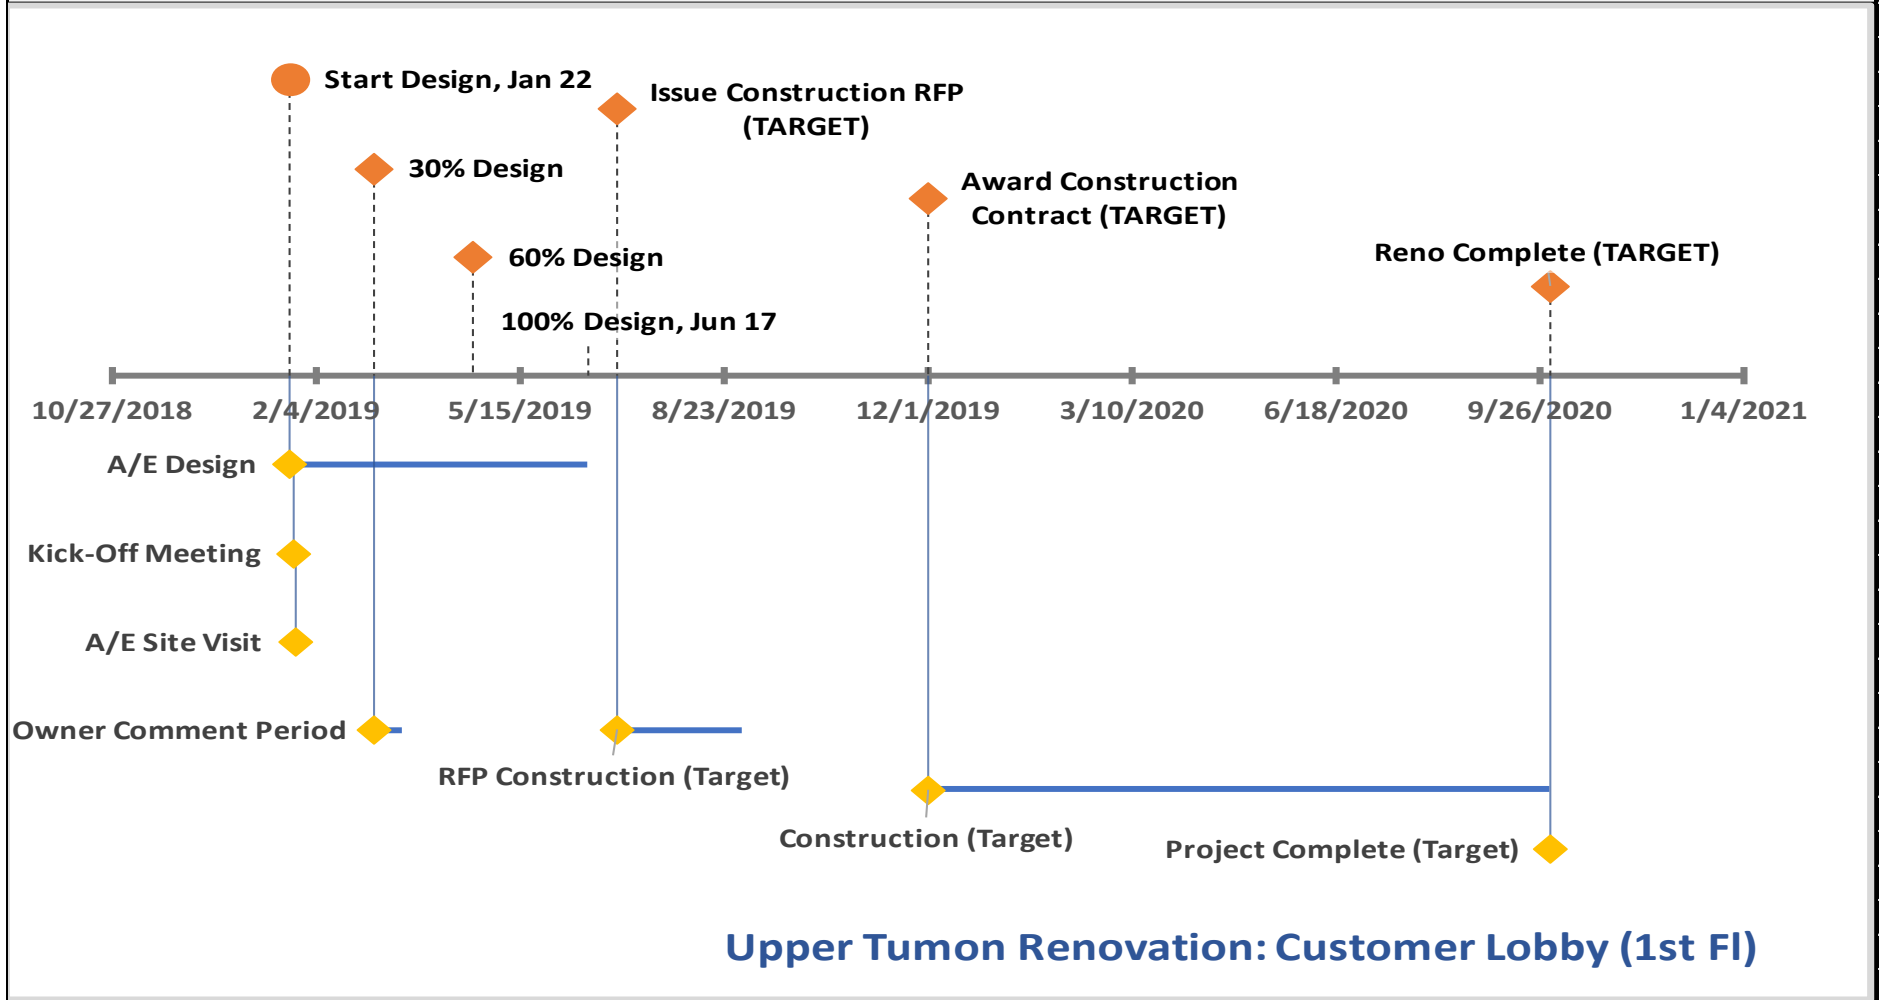 Start Design, Jan 22
Issue Construction RFP
(TARGET)
30% Design
Award Construction
Contract (TARGET)
60% Design
Reno Complete (TARGET)
100% Design, Jun 17
10/27/2018
2/4/2019
5/15/2019
8/23/2019
12/1/2019
3/10/2020
6/18/2020
9/26/2020
1/4/2021
A/E Design
Kick-Off Meeting
A/E Site Visit
Owner Comment Period
RFP Construction (Target)
Construction (Target)
Project Complete (Target)
Upper Tumon Renovation: Customer Lobby (1st Fl)